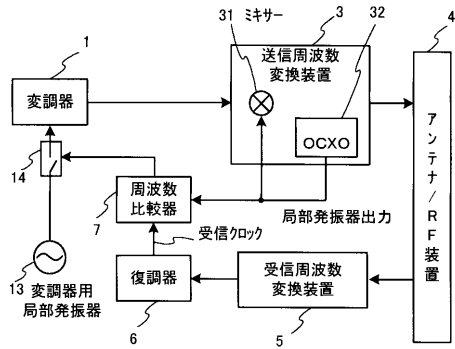 31 ミキサー
3
32
4
1
送信周波数
変換装置
変調器
OCXO
アンテナ/RF装置
14
周波数
比較器
7
局部発振器出力
受信クロック
13
変調器用
局部発振器
復調器
6
受信周波数
変換装置
5